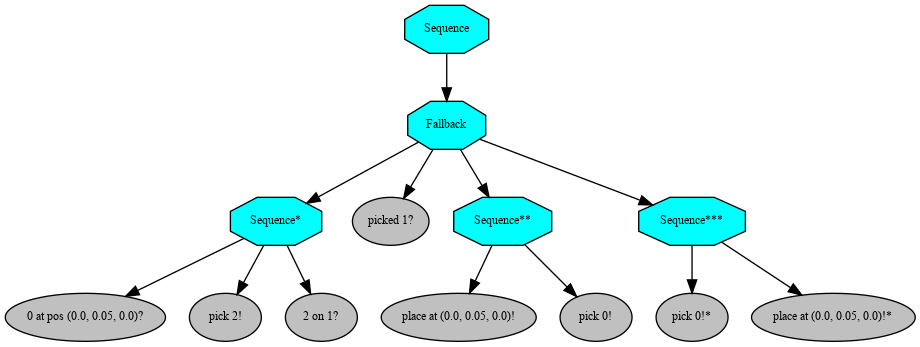 Sequence
Fallback
Sequence*
picked 1?
Sequence**
Sequence***
0 at pos (0.0, 0.05, 0.0)?
pick 2!
2 on 1?
place at (0.0, 0.05, 0.0)!
pick 0!
pick 0!*
place at (0.0, 0.05, 0.0)!*